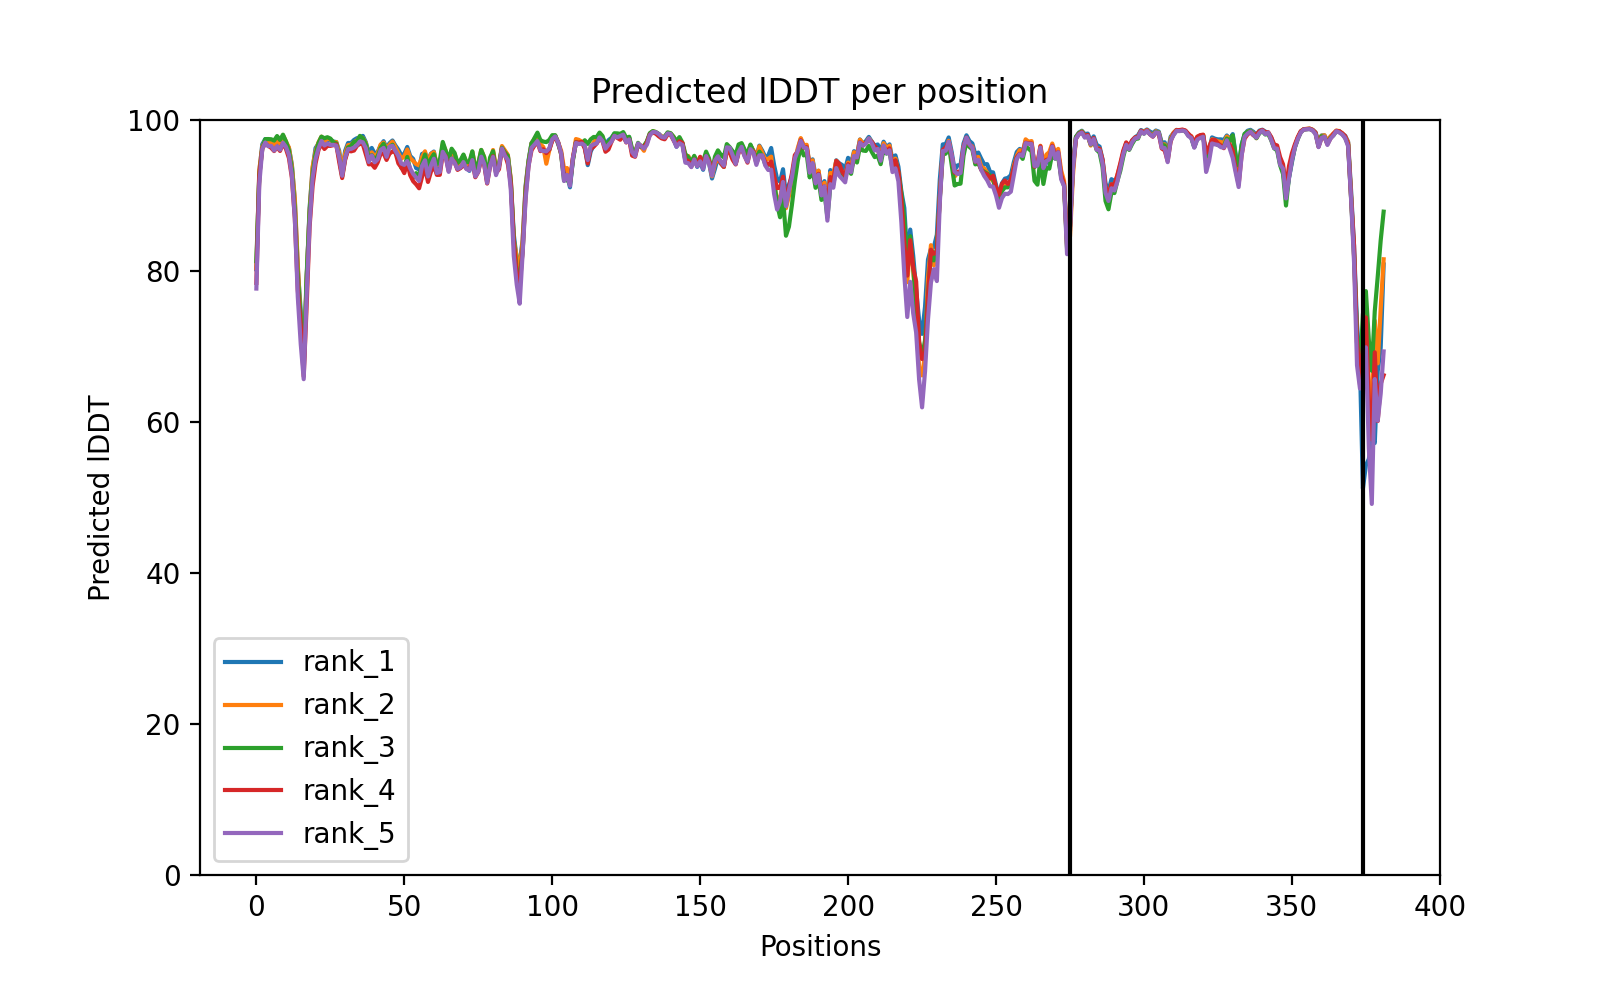 Predicted lDDT per position
100
80
60
40
20
0
Predicted lDDT
rank_1
rank_2
rank_3
rank_4
rank_5
0 50 100 150 200 250 300 350 400
Positions